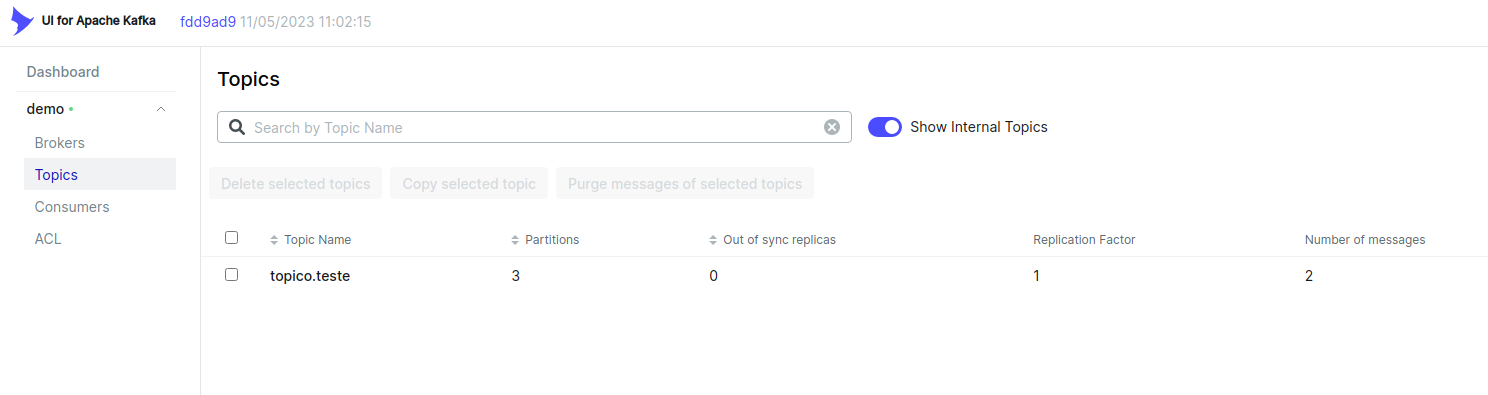 UI for Apache Kafka fdd9ad9 11/05/2023 11:02:15
Dashboard
demo
Brokers
Topics
Consumers
ACL
Topics
Search by Topic Name
Show Internal Topics
Delete selected topics Copy selected topic Purge messages of selected topics
Topic Name Partitions Out of sync replicas Replication Factor Number of messages
topico.teste 3 0 1 2